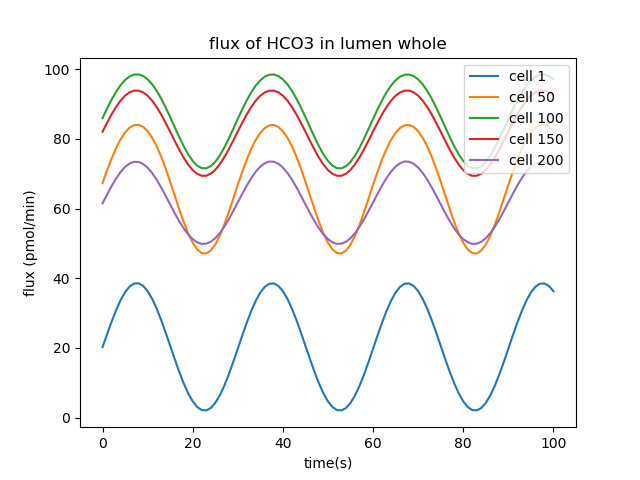 flux of HCO3 in lumen whole
cell 1
cell 50
cell 100
cell 150
cell 200
100
80
60
40
20
0
flux (pmol/min)
0 20 40 60 80 100
time(s)